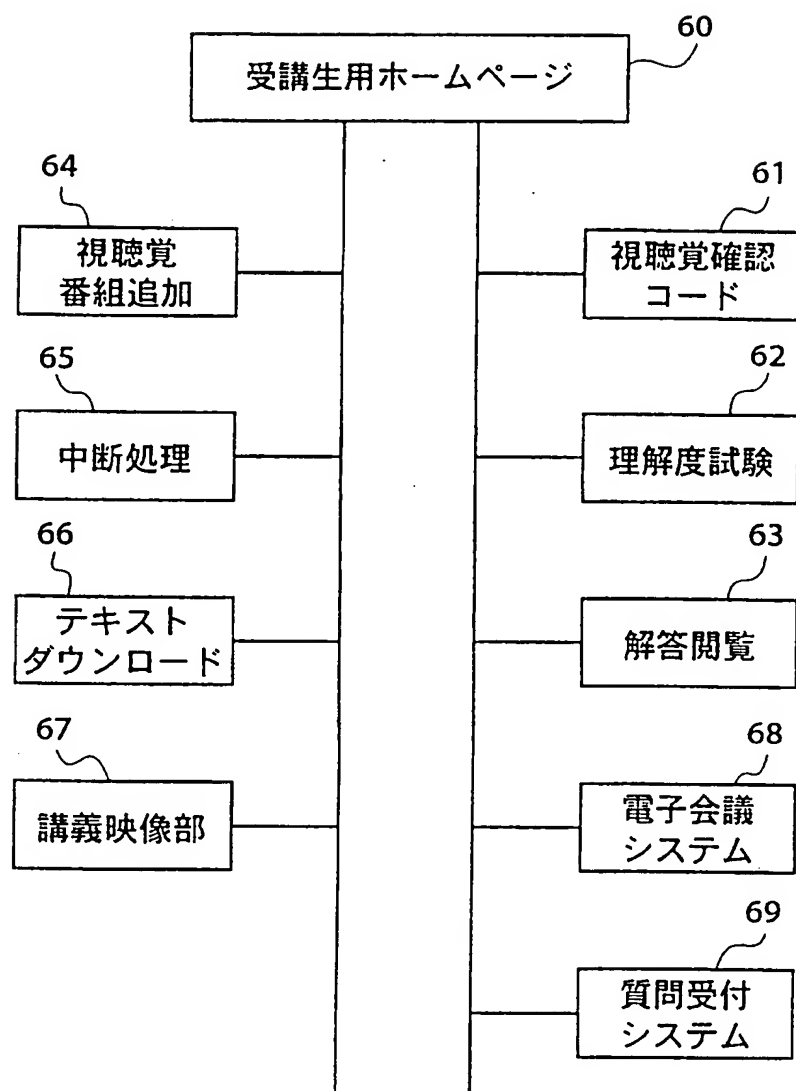 60
受講生用ホームページ
64
視聴覚
番組追加
61
視聴覚確認
コード
65
中断処理
62
理解度試験
66
テキスト
ダウンロード
63
解答閲覧
67
講義映像部
68
電子会議
システム
69
質問受付
システム